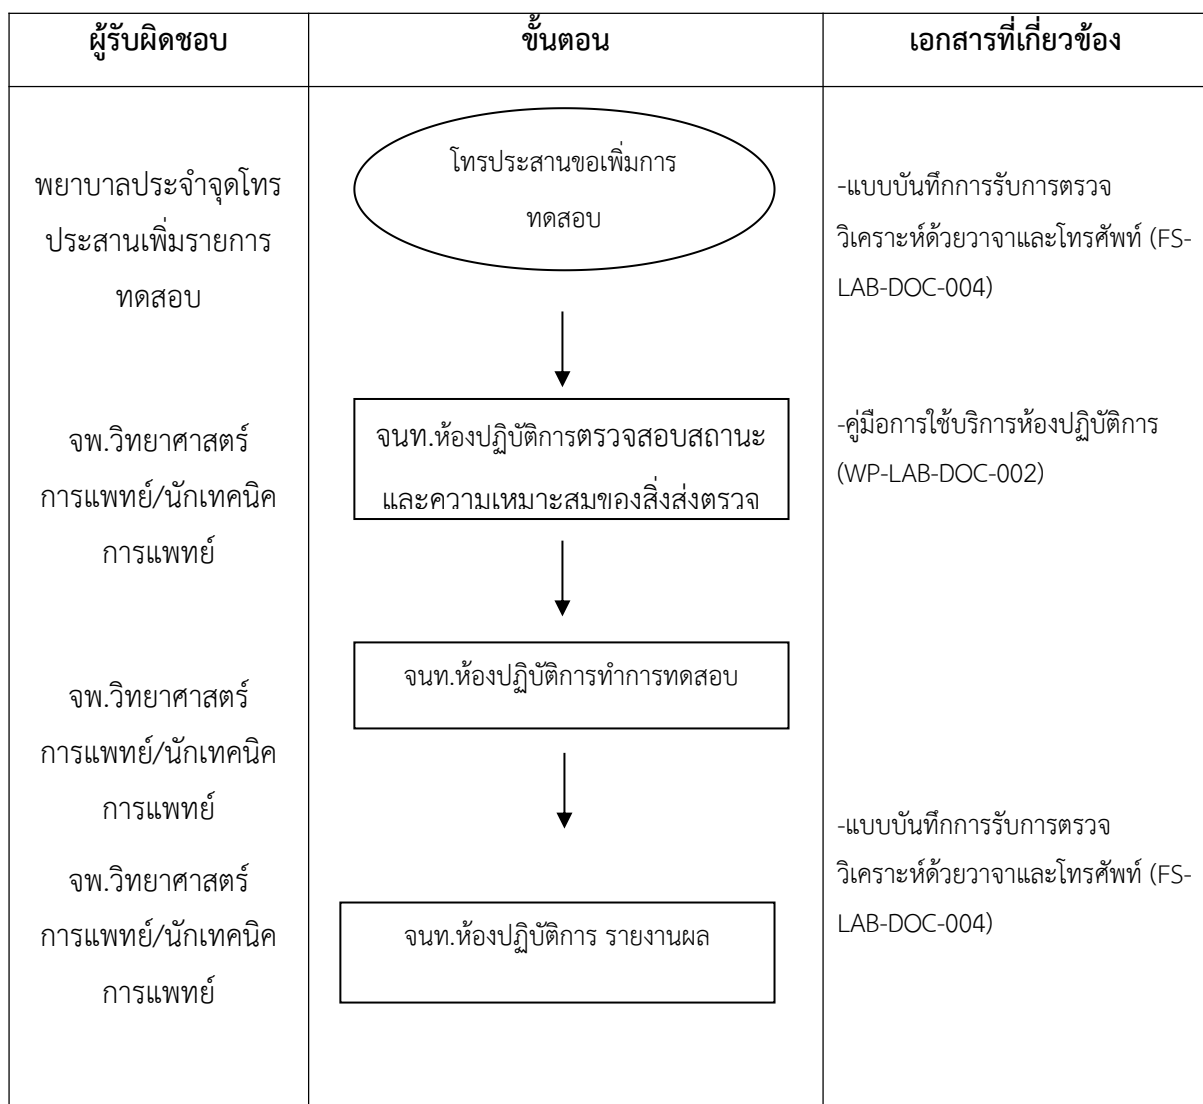 ผู้รับผิดชอบ
ขั้นตอน
เอกสารที่เกี่ยวข้อง
พยาบาลประจำจุดโทร
ประสานเพิ่มรายการ
ทดสอบ
โทรประสานขอเพิ่มการ
ทดสอบ
-แบบบันทึกการรับการตรวจ
วิเคราะห์ด้วยวาจาและโทรศัพท์ (FS-
LAB-DOC-004)
จพ.วิทยาศาสตร์
การแพทย์/นักเทคนิค
การแพทย์
จนท.ห้องปฏิบัติการตรวจสอบสถานะ
และความเหมาะสมของสิ่งส่งตรวจ
-คู่มือการใช้บริการห้องปฏิบัติการ
(WP-LAB-DOC-002)
จพ.วิทยาศาสตร์
การแพทย์/นักเทคนิค
การแพทย์
จนท.ห้องปฏิบัติการทำการทดสอบ
จพ.วิทยาศาสตร์
การแพทย์/นักเทคนิค
การแพทย์
จนท.ห้องปฏิบัติการ รายงานผล
-แบบบันทึกการรับการตรวจ
วิเคราะห์ด้วยวาจาและโทรศัพท์ (FS-
LAB-DOC-004)